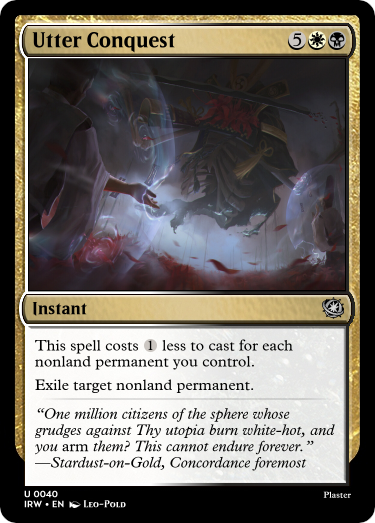 Utter Conquest 5
Instant
This spell costs 1 less to cast for each
nonland permanent you control.
Exile target nonland permanent.
“One million citizens of the sphere whose
grudges against Thy utopia burn white-hot, and
you arm them? This cannot endure forever.”
—Stardust-on-Gold, Concordance foremost
U 0040
IRW • EN Leo-Pold
Plaster